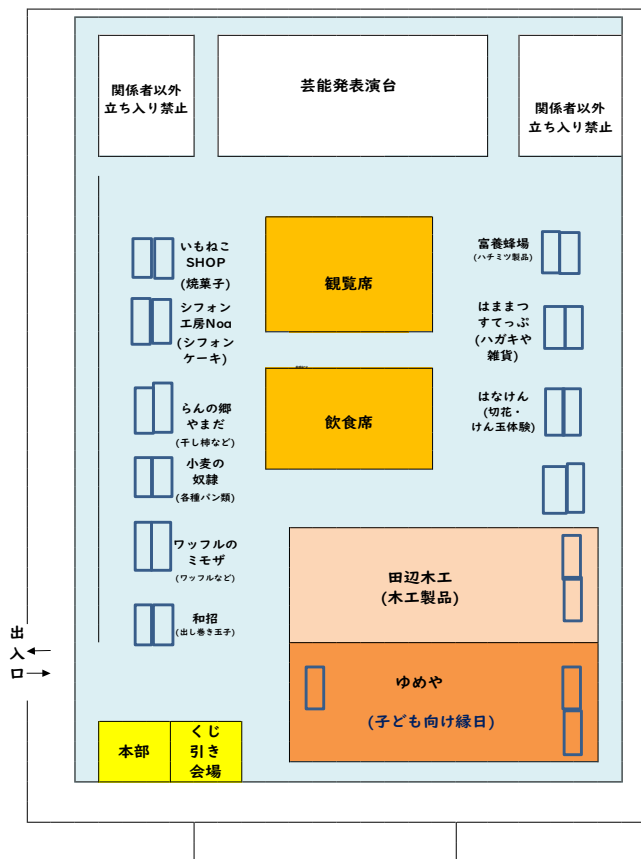 関係者以外
立ち入り禁止
芸能発表演台
関係者以外
立ち入り禁止
いもねこ
SHOP
(焼菓子)
シフォン
工房Noa
(シフォン
ケーキ)
らんの郷
やまだ
(干し柿など)
小麦の
奴隷
(各種パン類)
ワッフルの
ミモザ
(ワッフルなど)
和招
(出し巻き玉子)
観覧席
飲食席
富養蜂場
(ハチミツ製品)
はままつ
すてっぷ
(ハガキや
雑貨)
はなけん
(切花・
けん玉体験)
田辺木工
(木工製品)
ゆめや
(子ども向け縁日)
出
入
口
本部
くじ
引き
会場